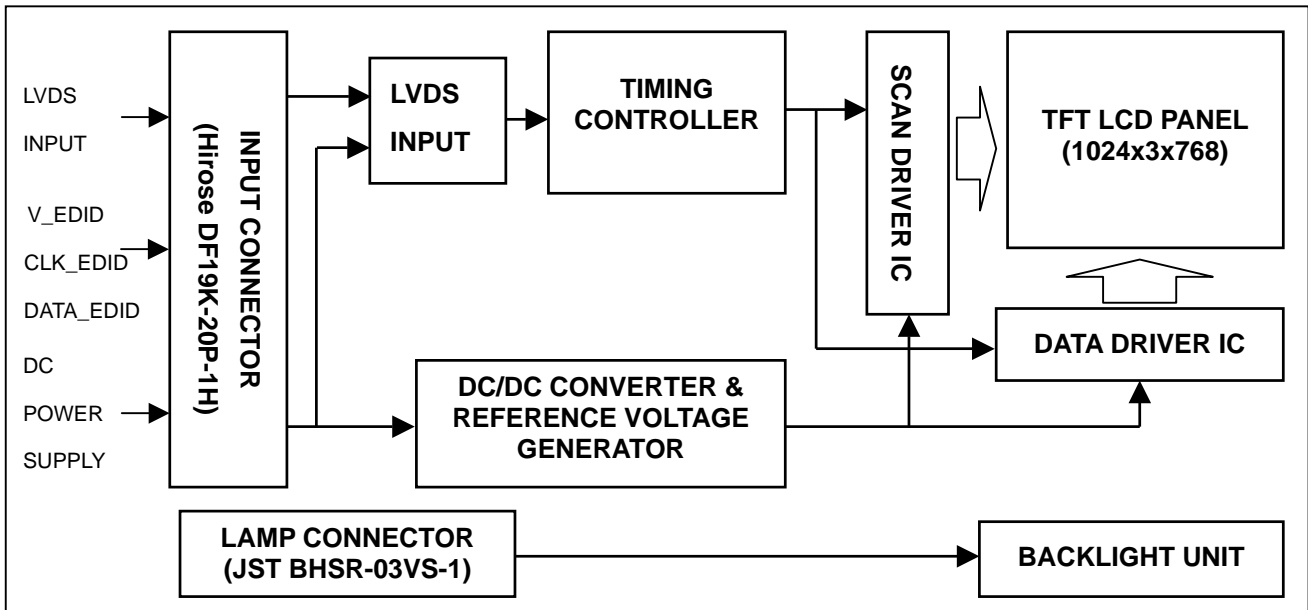 LVDS
INPUT
V_EDID
CLK_EDID
DATA_EDID
DC
POWER
SUPPLY
INPUT CONNECTOR
(Hirose DF19K-20P-1H)
LVDS
INPUT
TIMING
CONTROLLER
SCAN DRIVER IC
TFT LCD PANEL
(1024x3x768)
DATA DRIVER IC
DC/DC CONVERTER &
REFERENCE VOLTAGE
GENERATOR
LAMP CONNECTOR
(JST BHSR-03VS-1)
BACKLIGHT UNIT